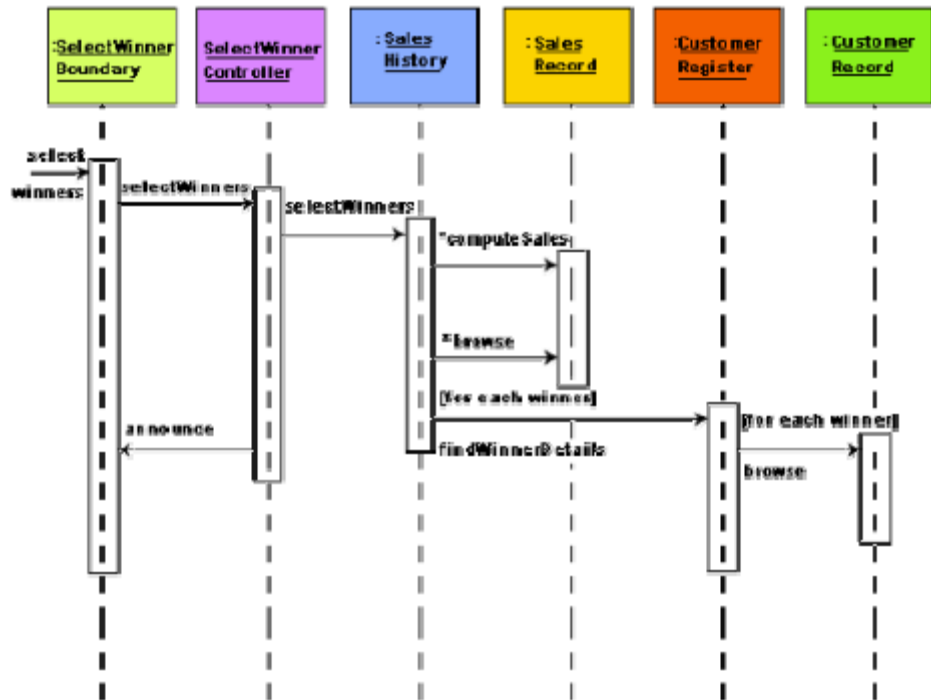 :SelectWinner
Boundary
SelectWinner
Controller
: Sales
History
: Sales
Record
:Customer
Register
: Customer
Record
select
winners
selectWinners
selectWinners
*computeSales
*browse
[for each winner]
findWinnerDetails
announce
[for each winner]
browse